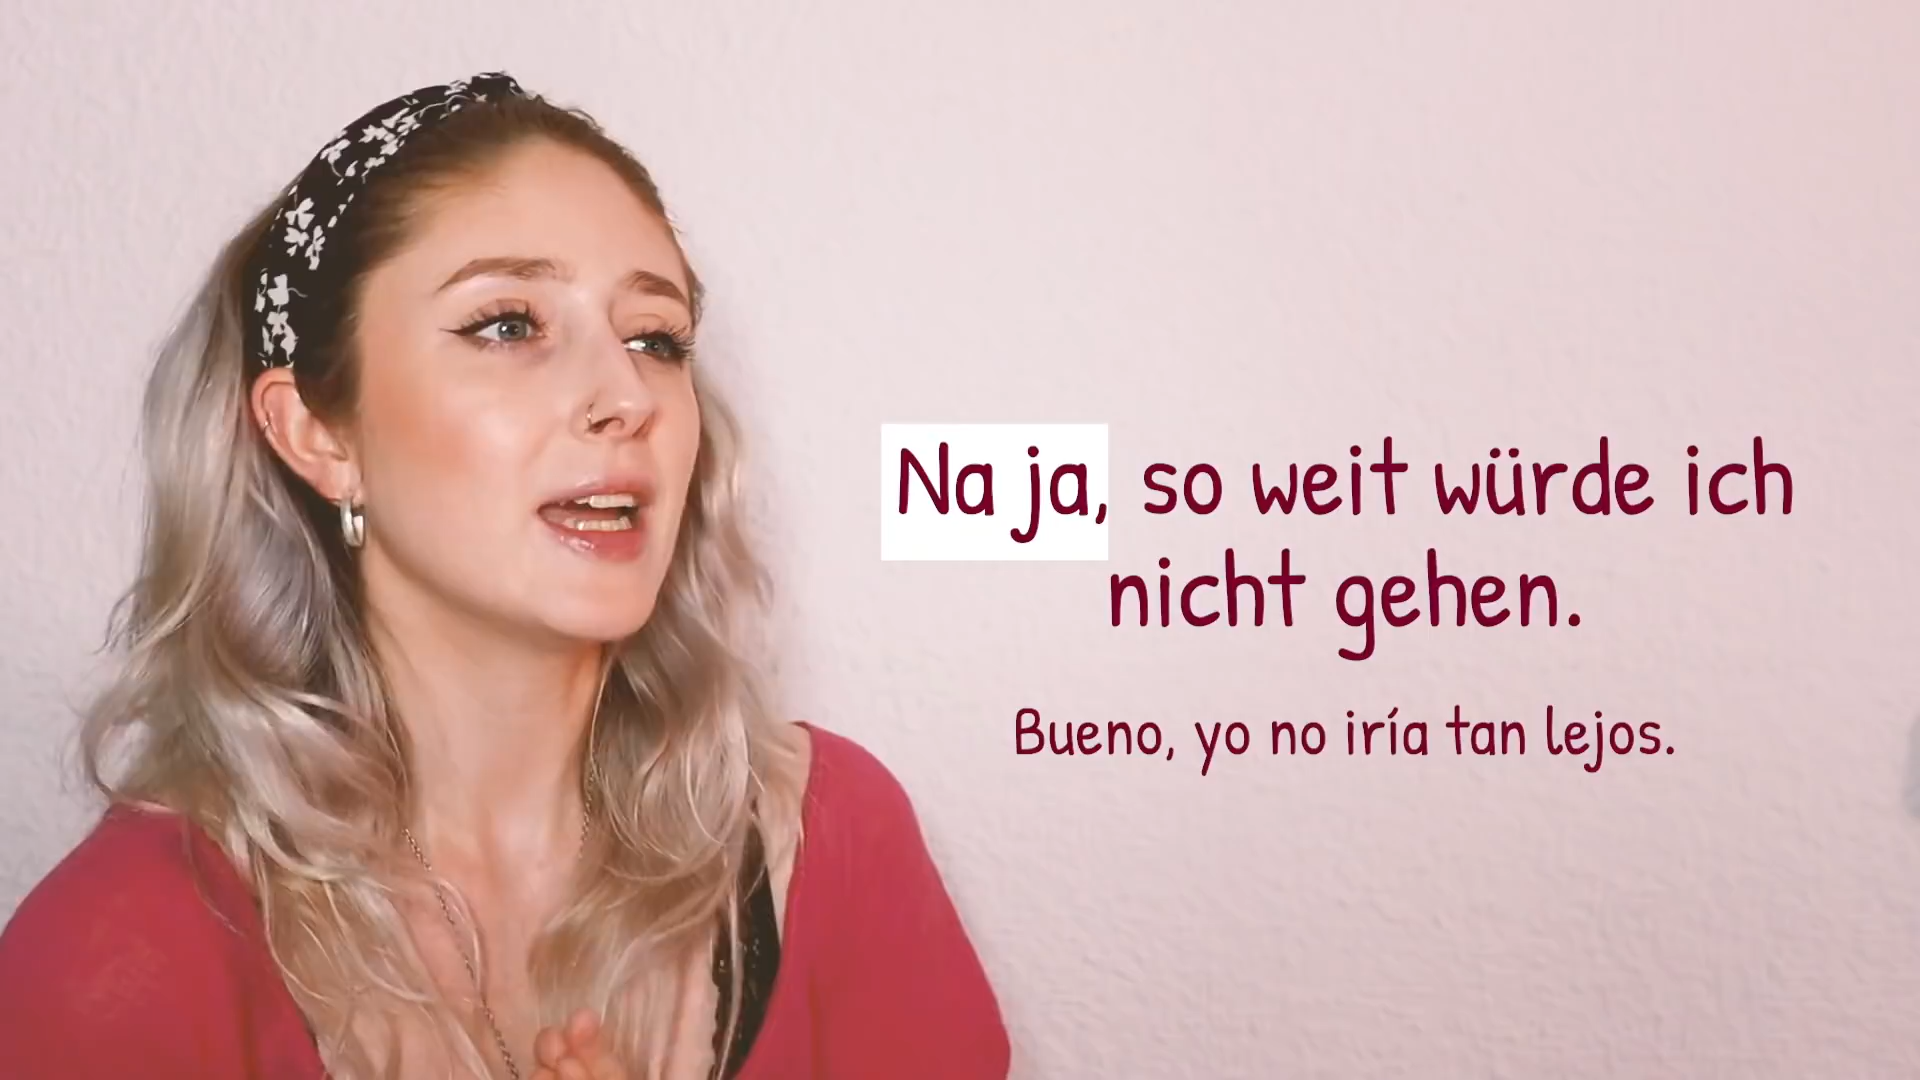 Na ja, so weit würde ich
nicht gehen.
Bueno, yo no iría tan lejos.